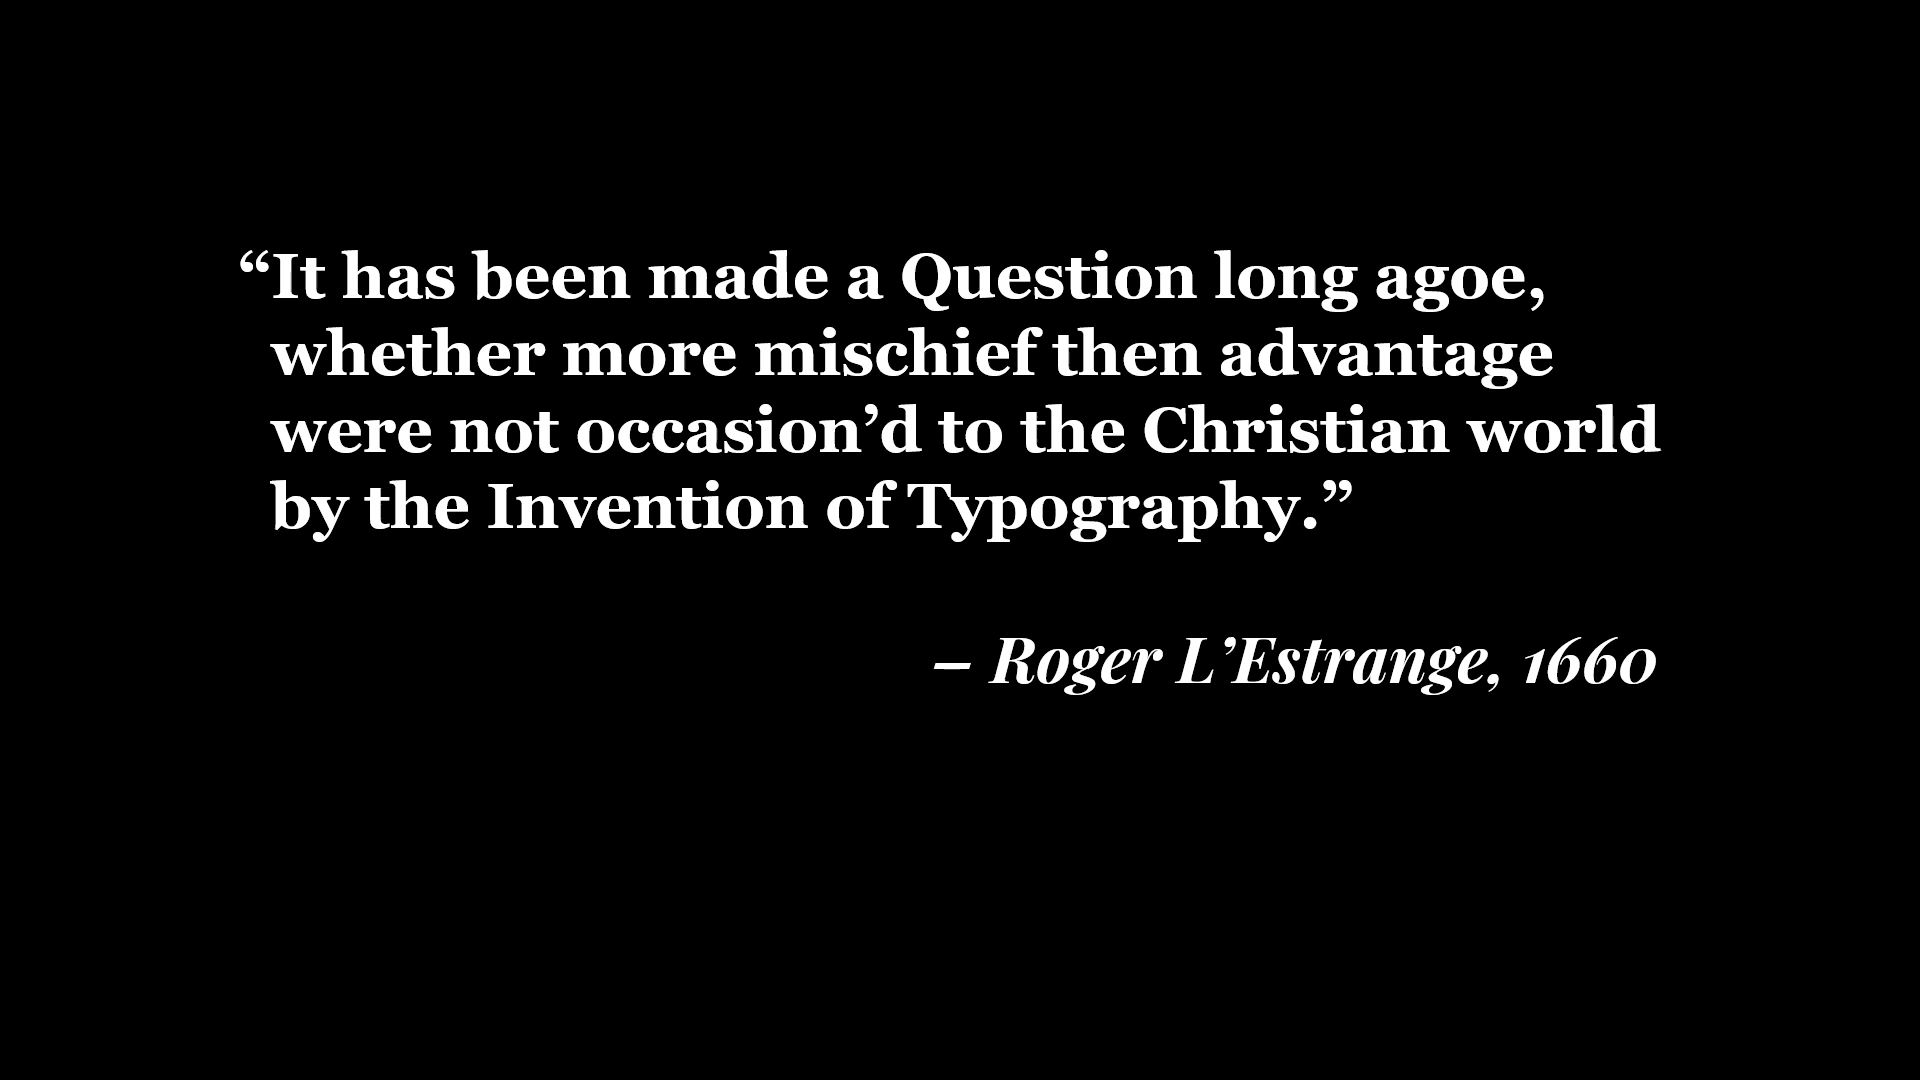 “It has been made a Question long agoe,
whether more mischief then advantage
were not occasion’d to the Christian world
by the Invention of Typography.”
– Roger L’Estrange, 1660